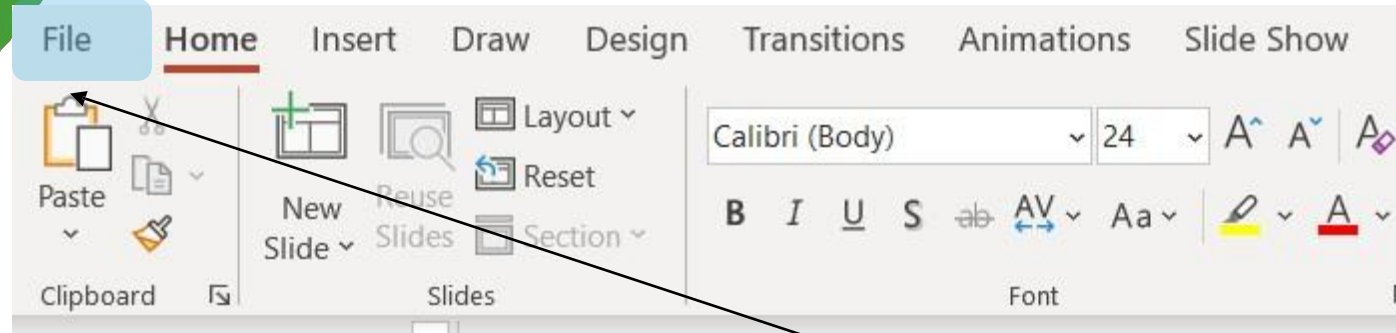 File Home Insert Draw Design Transitions Animations Slide Show
Layout
Calibri (Body) 24 A A A
Reset
Paste New Reuse B I U S ab AV Aa A
Slide Slides Section
Clipboard Slides Font